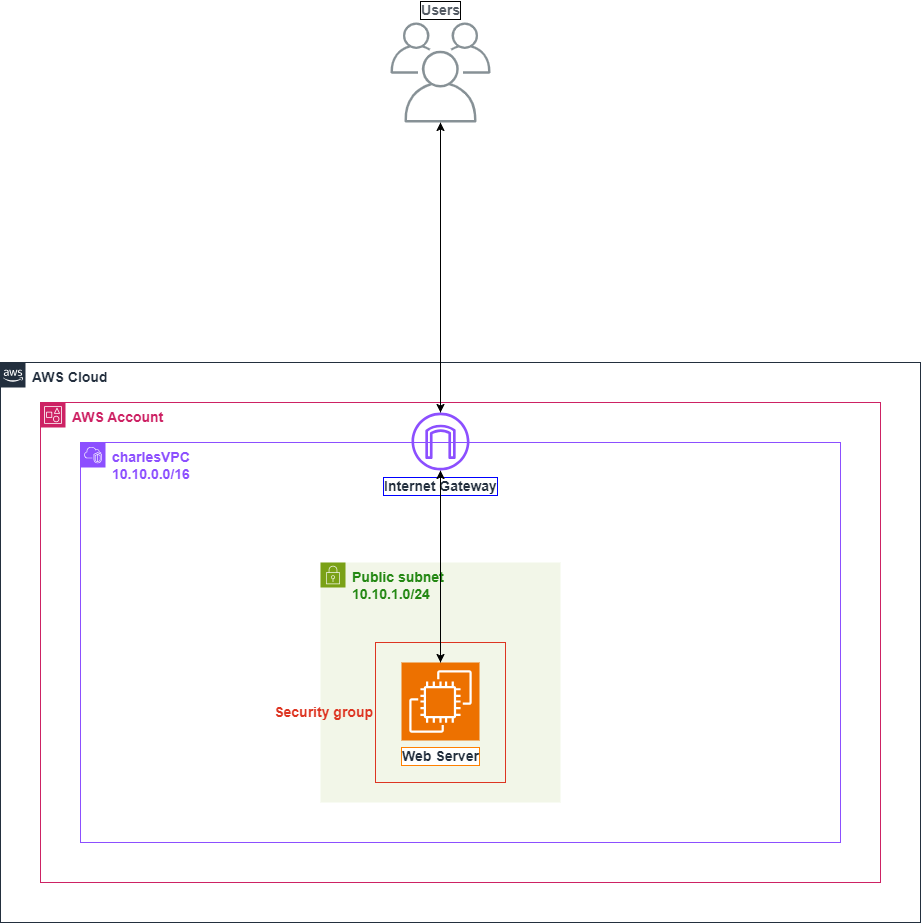 Users
aws
AWS Cloud
AWS Account
charlesVPC
10.10.0.0/16
Internet Gateway
Public subnet
10.10.1.0/24
Security group
Web Server